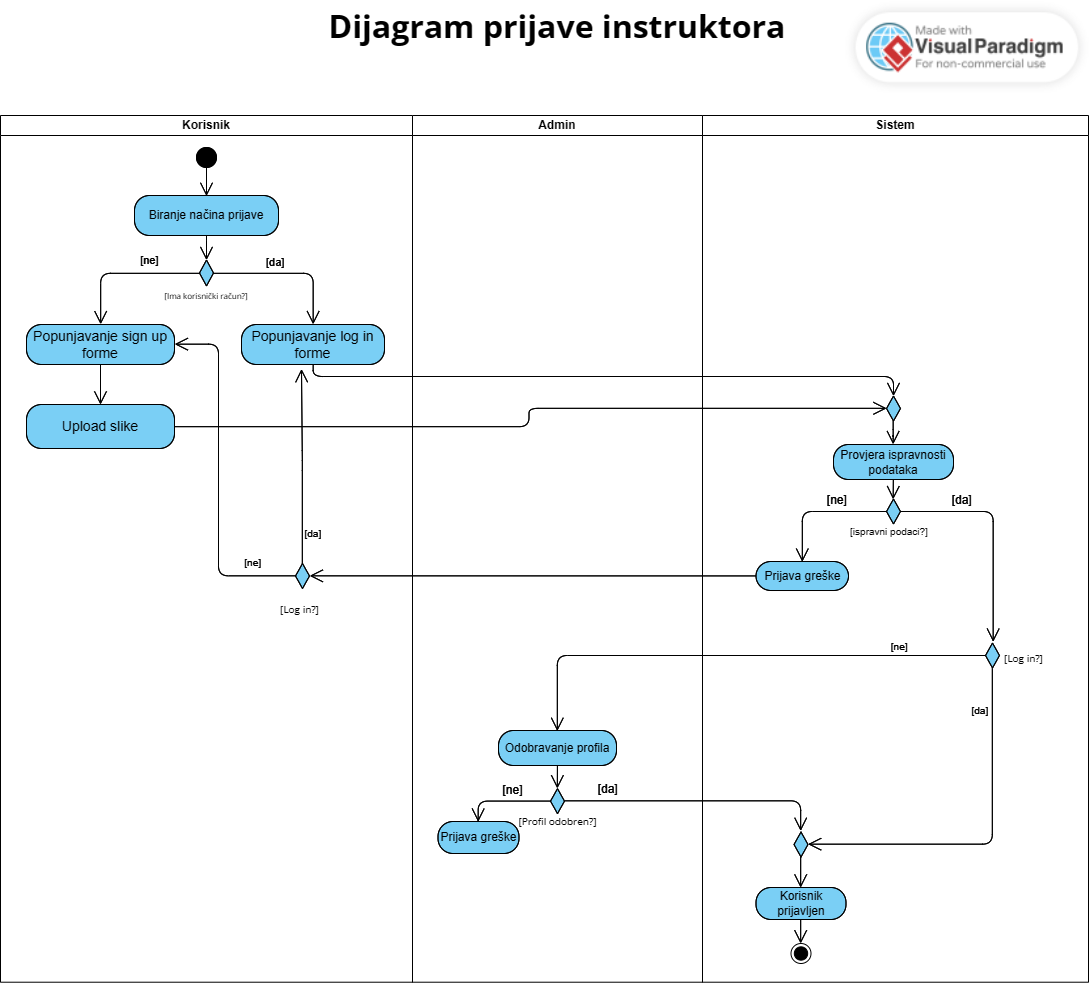 Dijagram prijave instruktora
Made with
Visual Paradigm
For non-commercial use
Korisnik
Admin
Sistem
Biranje načina prijave
[ne]
[da]
[Ima korisnički račun?]
Popunjavanje sign up
forme
Popunjavanje log in
forme
Upload slike
Provjera ispravnosti
podataka
[ne]
[da]
[ispravni podaci?]
[da]
[ne]
Prijava greške
[Log in?]
[ne]
[Log in?]
[da]
Odobravanje profila
[ne]
[da]
[Profil odobren?]
Prijava greške
Korisnik
prijavljen